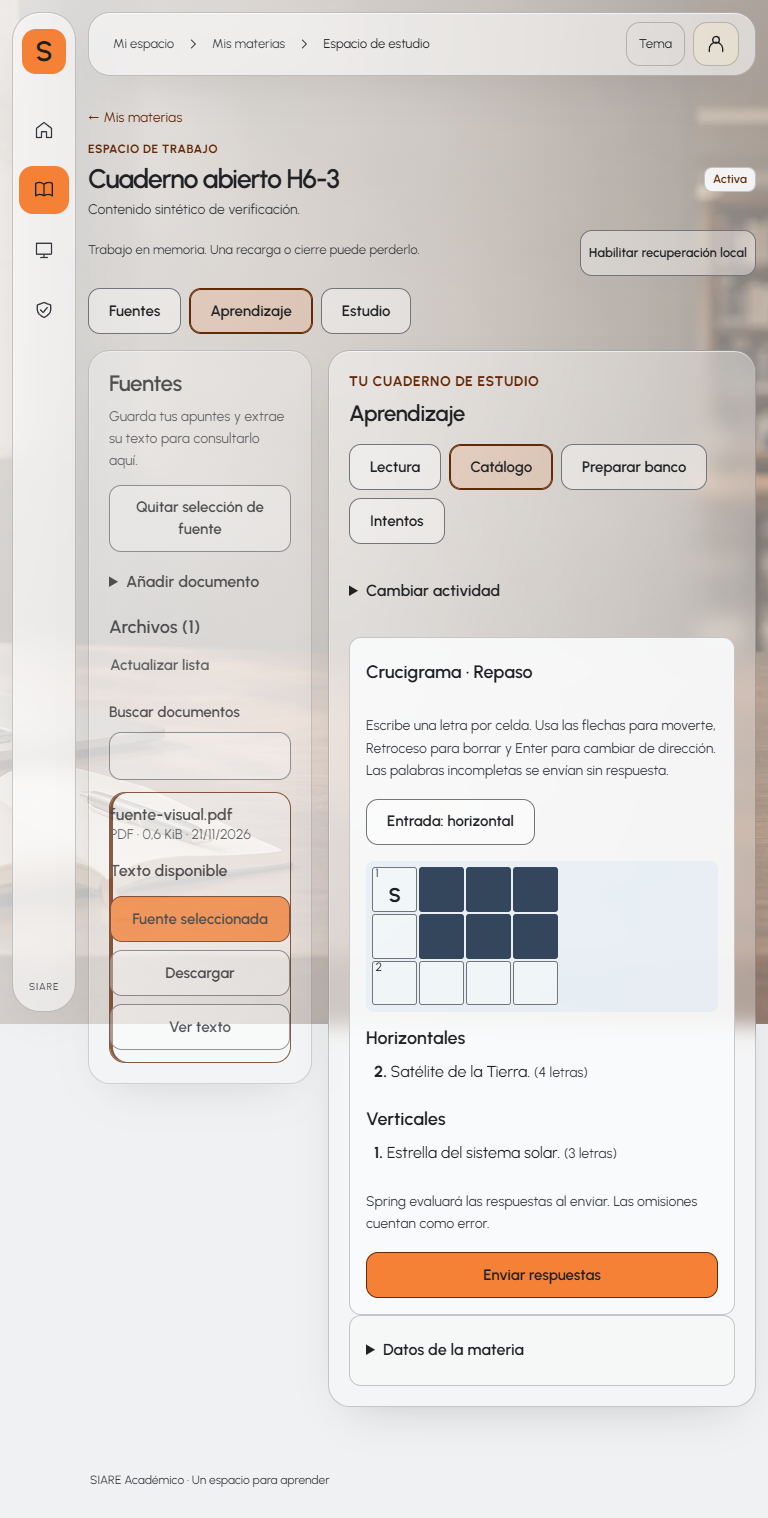 S
Mi espacio > Mis materias > Espacio de estudio
Tema
← Mis materias
ESPACIO DE TRABAJO
Cuaderno abierto H6-3
Activa
Contenido sintético de verificación.
Trabajo en memoria. Una recarga o cierre puede perderlo.
Habilitar recuperación local
Fuentes
Aprendizaje
Estudio
Fuentes
Guarda tus apuntes y extrae
su texto para consultarlo
aquí.
Quitar selección de
fuente
Añadir documento
Archivos (1)
Actualizar lista
Buscar documentos
fuente-visual.pdf
PDF · 0,6 KiB · 21/11/2026
Texto disponible
Fuente seleccionada
Descargar
Ver texto
SIARE
TU CUADERNO DE ESTUDIO
Aprendizaje
Lectura
Catálogo
Preparar banco
Intentos
Cambiar actividad
Crucigrama · Repaso
Escribe una letra por celda. Usa las flechas para moverte,
Retroceso para borrar y Enter para cambiar de dirección.
Las palabras incompletas se envían sin respuesta.
Entrada: horizontal
1
S
2
Horizontales
2. Satélite de la Tierra. (4 letras)
Verticales
1. Estrella del sistema solar. (3 letras)
Spring evaluará las respuestas al enviar. Las omisiones
cuentan como error.
Enviar respuestas
Datos de la materia
SIARE Académico · Un espacio para aprender